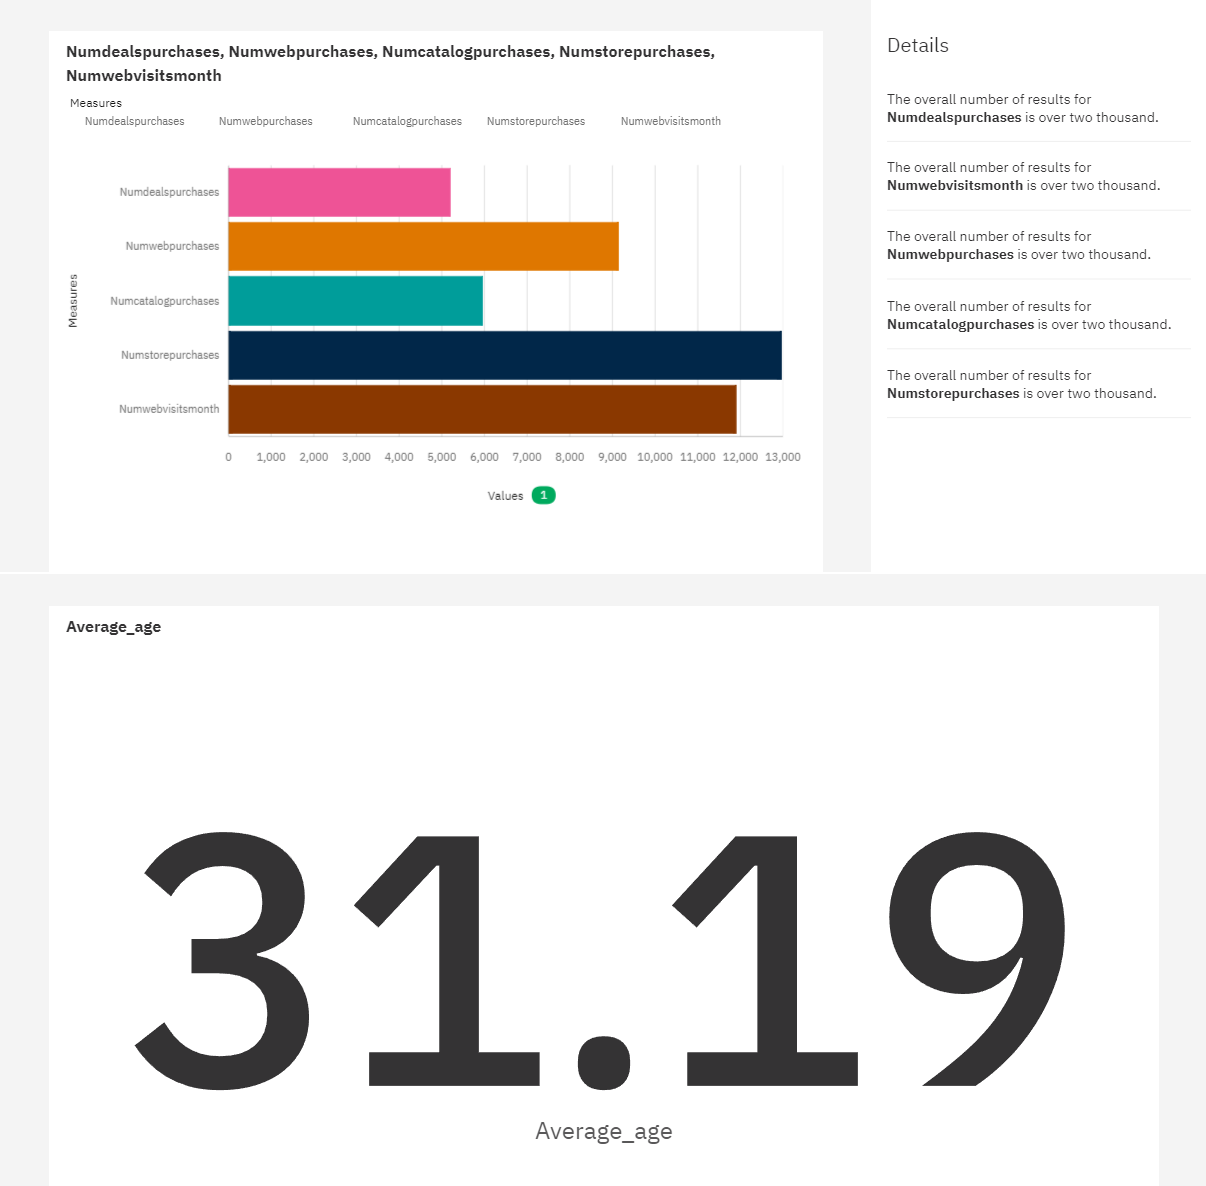 Numdealspurchases, Numwebpurchases, Numcatalogpurchases, Numstorepurchases,
Numwebvisitsmonth
Measures
Numdealspurchases Numwebpurchases Numcatalogpurchases Numstorepurchases Numwebvisitsmonth
Measures
Numdealspurchases
Numwebpurchases
Numcatalogpurchases
Numstorepurchases
Numwebvisitsmonth
0 1,000 2,000 3,000 4,000 5,000 6,000 7,000 8,000 9,000 10,000 11,000 12,000 13,000
Values 1
Details
The overall number of results for
Numdealspurchases is over two thousand.
The overall number of results for
Numwebvisitsmonth is over two thousand.
The overall number of results for
Numwebpurchases is over two thousand.
The overall number of results for
Numcatalogpurchases is over two thousand.
The overall number of results for
Numstorepurchases is over two thousand.
Average_age
31.19
Average_age